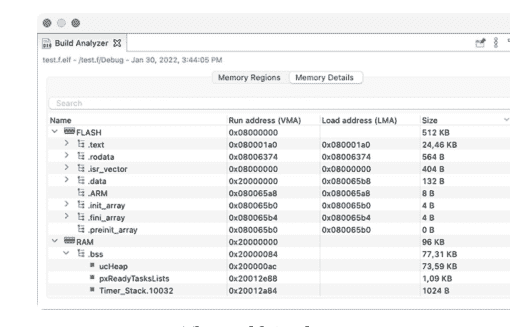 Build Analyzer
test.f.elf - /test.f/Debug - Jan 30, 2022, 3:44:05 PM
Memory Regions Memory Details
Search
Name Run address (VMA) Load address (LMA) Size
FLASH 0x08000000 512 KB
.text 0x080001a0 0x080001a0 24,46 KB
.rodata 0x08006374 0x08006374 564 B
.isr_vector 0x08000000 0x08000000 404 B
.data 0x20000000 0x080065b8 132 B
.ARM 0x080065a8 0x080065a8 8 B
.init_array 0x080065b0 0x080065b0 4 B
.fini_array 0x080065b4 0x080065b4 4 B
.preinit_array 0x080065b0 0x080065b0 0 B
RAM 0x20000000 96 KB
.bss 0x20000084 77,31 KB
ucHeap 0x200000ac 73,59 KB
pxReadyTasksLists 0x20012e68 1,09 KB
Timer_Stack.10032 0x20012a84 1024 B